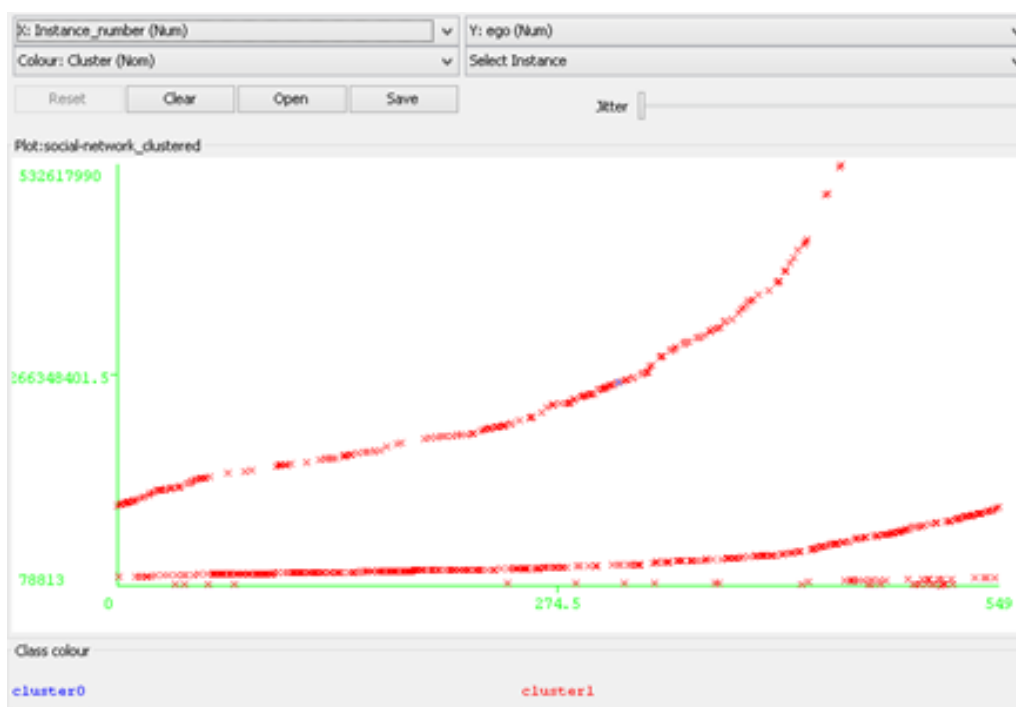 X: Instance_number (Num) Y: ego (Num)
Colour: Cluster (Nom) Select Instance
Reset Clear Open Save Jitter
Plot:social-network_clustered
532617990
266348401.5
78813
0 274.5 549
Class colour
cluster0 cluster1